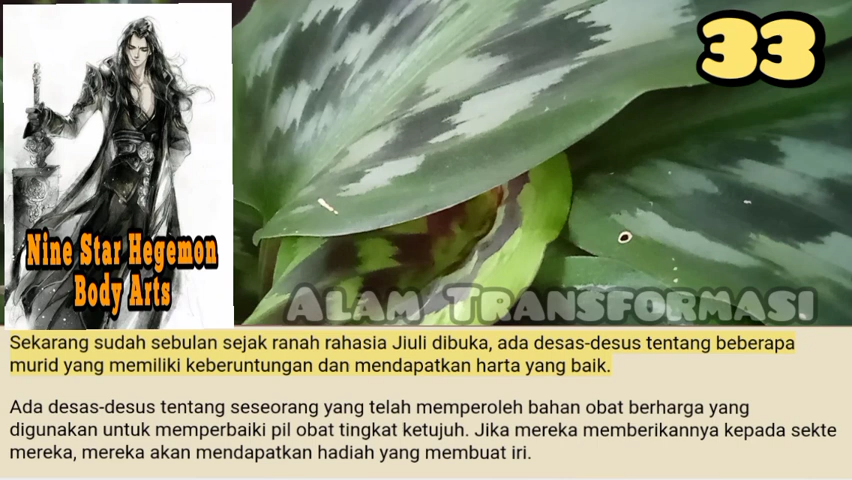 33
Nine Star Hegemon
Body Arts
Alam Transformasi
Sekarang sudah sebulan sejak ranah rahasia Jiuli dibuka, ada desas-desus tentang beberapa
murid yang memiliki keberuntungan dan mendapatkan harta yang baik.
Ada desas-desus tentang seseorang yang telah memperoleh bahan obat berharga yang
digunakan untuk memperbaiki pil obat tingkat ketujuh. Jika mereka memberikannya kepada sekte
mereka, mereka akan mendapatkan hadiah yang membuat iri.